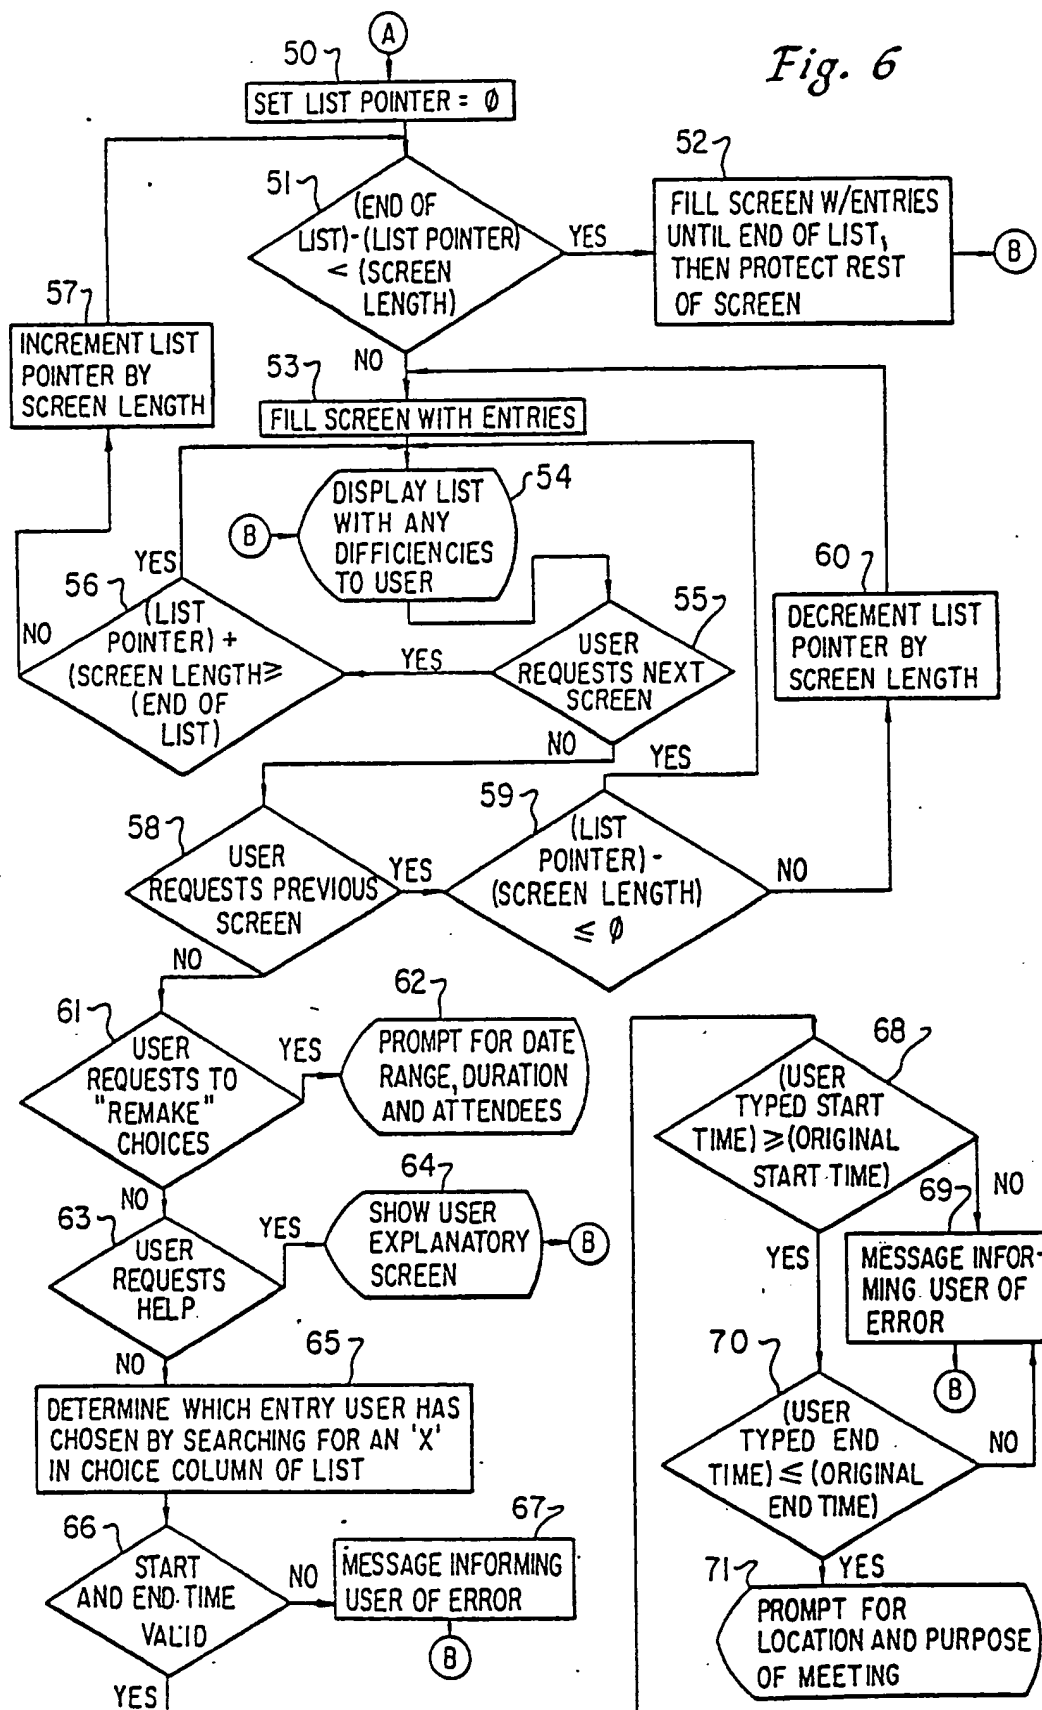 A
Fig. 6
50
SET LIST POINTER = ∅
51
(END OF
LIST)-(LIST POINTER)
< (SCREEN
LENGTH)
YES
52
FILL SCREEN W/ENTRIES
UNTIL END OF LIST,
THEN PROTECT REST
OF SCREEN
B
57
INCREMENT LIST
POINTER BY
SCREEN LENGTH
NO
53
FILL SCREEN WITH ENTRIES
54
DISPLAY LIST
WITH ANY
DIFFICIENCIES
TO USER
B
YES
56
(LIST
POINTER) +
(SCREEN LENGTH≥
(END OF
LIST)
NO
YES
55
USER
REQUESTS NEXT
SCREEN
NO
60
DECREMENT LIST
POINTER BY
SCREEN LENGTH
YES
58
USER
REQUESTS PREVIOUS
SCREEN
YES
59
(LIST
POINTER) -
(SCREEN LENGTH)
≤ ∅
NO
NO
61
USER
REQUESTS TO
"REMAKE"
CHOICES
YES
62
PROMPT FOR DATE
RANGE, DURATION
AND ATTENDEES
NO
63
USER
REQUESTS
HELP
YES
64
SHOW USER
EXPLANATORY
SCREEN
B
NO
65
DETERMINE WHICH ENTRY USER HAS
CHOSEN BY SEARCHING FOR AN 'X'
IN CHOICE COLUMN OF LIST
66
START
AND END-TIME
VALID
NO
67
MESSAGE INFORMING
USER OF ERROR
B
YES
68
(USER
TYPED START
TIME) ≥ (ORIGINAL
START TIME)
NO
69
MESSAGE INFOR-
MING USER OF
ERROR
B
YES
70
(USER
TYPED END
TIME) ≤ (ORIGINAL
END TIME)
NO
YES
71
PROMPT FOR
LOCATION AND PURPOSE
OF MEETING